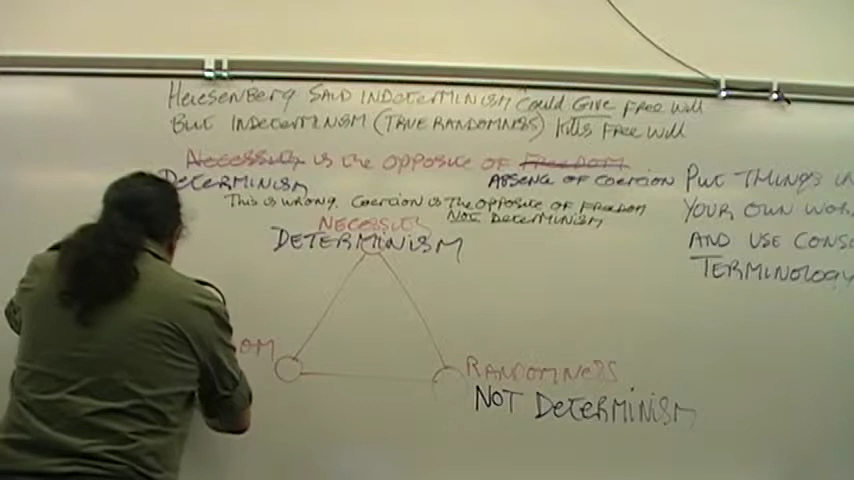 HEIESENBERG SAID INDETERMINISM COULD GIVE FREE WILL
BUT INDETERMINISM (TRUE RANDOMNESS) KILLS FREE WILL
NECESSITY IS THE OPPOSITE OF FREEDOM
DETERMINISM ABSENCE OF COERCION
THIS IS WRONG. COERCION IS THE OPPOSITE OF FREEDOM
NOT DETERMINISM
PUT THINGS IN
YOUR OWN WOR
AND USE CONS
TERMINOLOGY
NECESSITY
DETERMINISM
OM
RANDOMNESS
NOT DETERMINISM